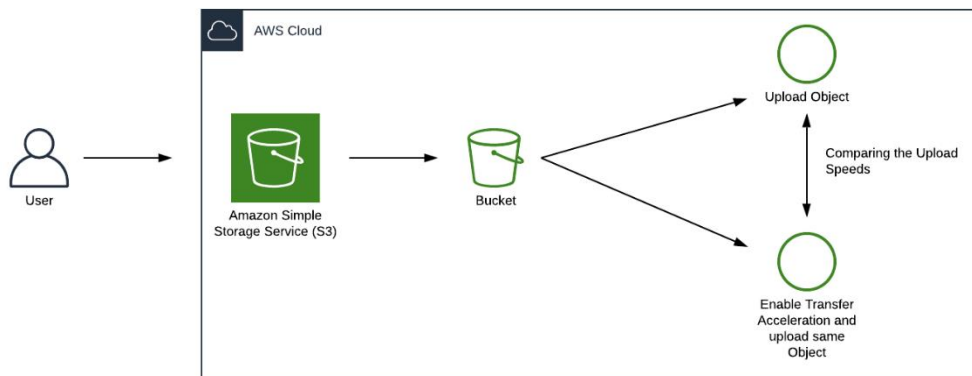 AWS Cloud
User
Amazon Simple
Storage Service (S3)
Bucket
Upload Object
Comparing the Upload
Speeds
Enable Transfer
Acceleration and
upload same
Object